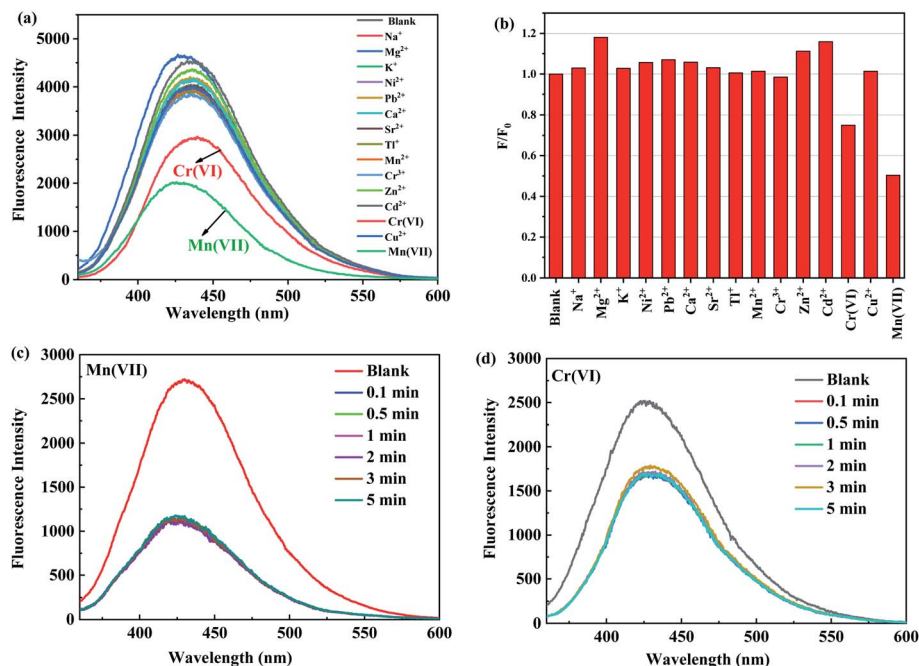 (a)
5000
4000
3000
2000
1000
0
Fluorescence Intensity
400
450
500
550
600
Wavelength (nm)
Cr(VI)
Mn(VII)
Blank
Na⁺
Mg²⁺
K⁺
Ni²⁺
Pb²⁺
Ca²⁺
Sr²⁺
Tl⁺
Mn²⁺
Cr³⁺
Zn²⁺
Cd²⁺
Cr(VI)
Cu²⁺
Mn(VII)
(b)
1.2
1.0
0.8
0.6
0.4
0.2
0.0
F/F₀
Blank
Na⁺
Mg²⁺
K⁺
Ni²⁺
Pb²⁺
Ca²⁺
Sr²⁺
Tl⁺
Mn²⁺
Cr³⁺
Zn²⁺
Cd²⁺
Cr(VI)
Cu²⁺
Mn(VII)
(c)
Mn(VII)
3000
2500
2000
1500
1000
500
0
Fluorescence Intensity
400
450
500
550
600
Wavelength (nm)
Blank
0.1 min
0.5 min
1 min
2 min
3 min
5 min
(d)
Cr(VI)
3000
2500
2000
1500
1000
500
0
Fluorescence Intensity
400
450
500
550
600
Wavelength (nm)
Blank
0.1 min
0.5 min
1 min
2 min
3 min
5 min